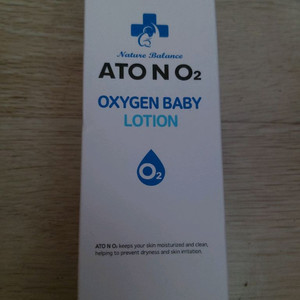 Nature Balance
ATO N O₂
OXYGEN BABY
LOTION
O₂
ATO N O₂ keeps your skin moisturized and clean,
helping to prevent dryness and skin irritation.